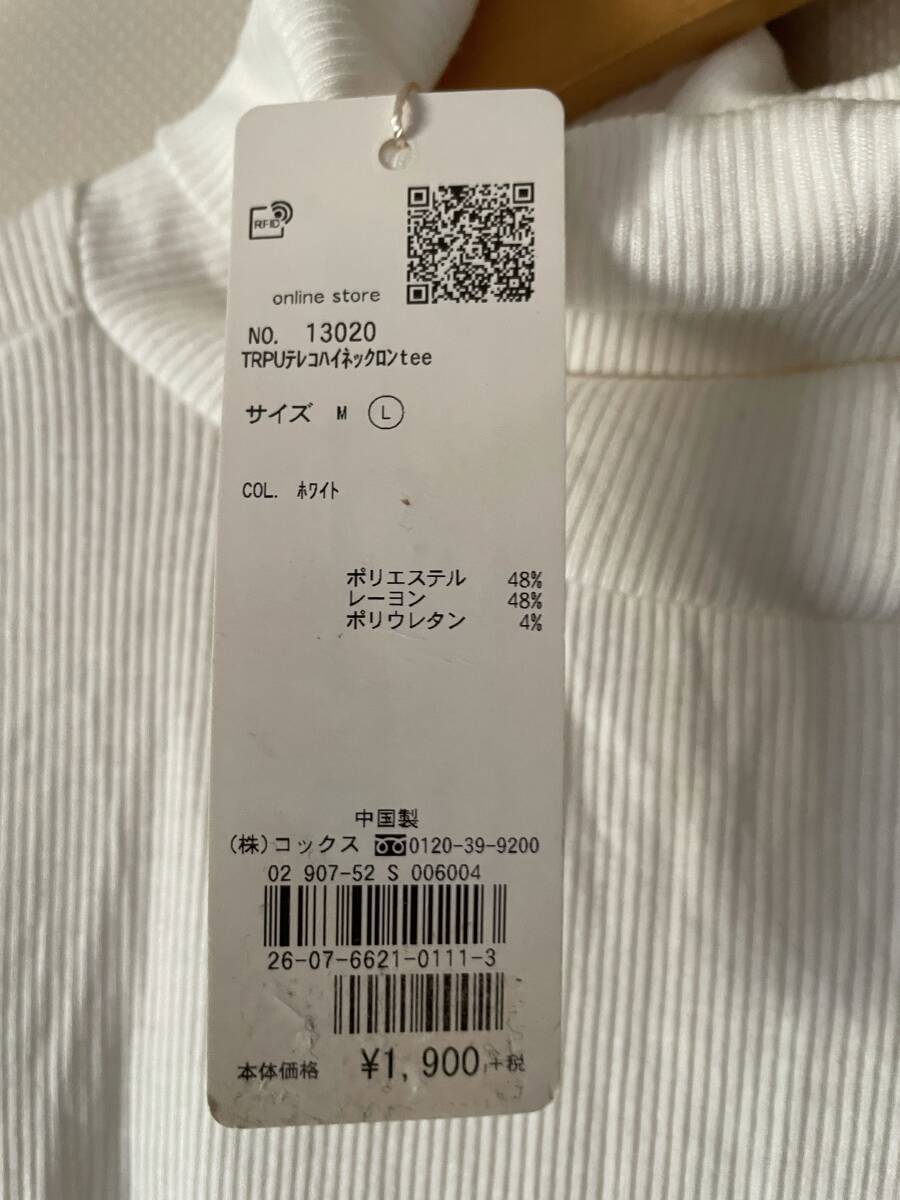 RFID
online store
NO. 13020
TRPUﾃﾚｺﾊｲﾈｯｸﾛﾝtee
サイズ M Ⓛ
COL. ﾎﾜｲﾄ
ポリエステル 48%
レーヨン 48%
ポリウレタン 4%
中国製
(株)コックス 0120-39-9200
02 907-52 S 006004
26-07-6621-0111-3
本体価格 ¥1,900 +税